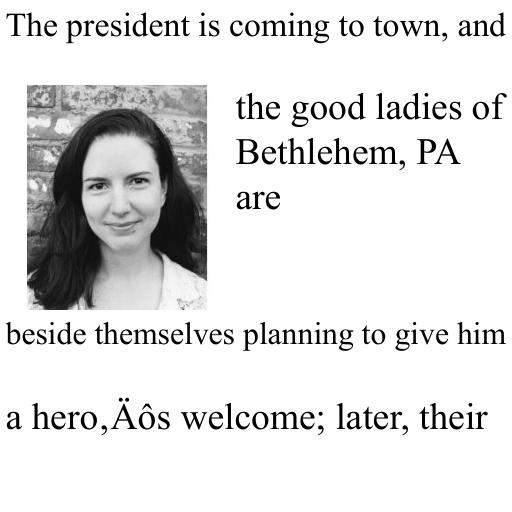 The president is coming to town, and
the good ladies of
Bethlehem, PA
are
beside themselves planning to give him
a hero‚Äôs welcome; later, their